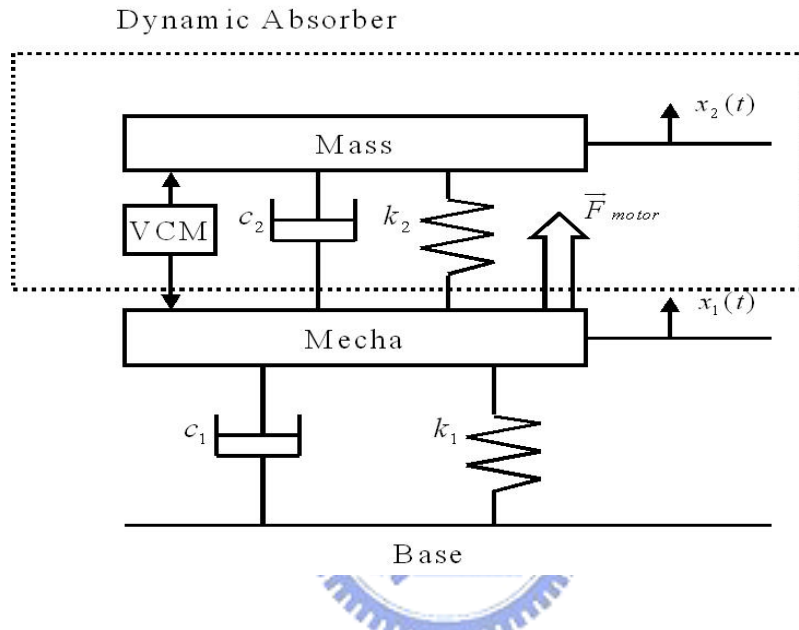 Dynamic Absorber
x₂(t)
Mass
VCM
c₂
k₂
F⃗ motor
x₁(t)
Mecha
c₁
k₁
Base